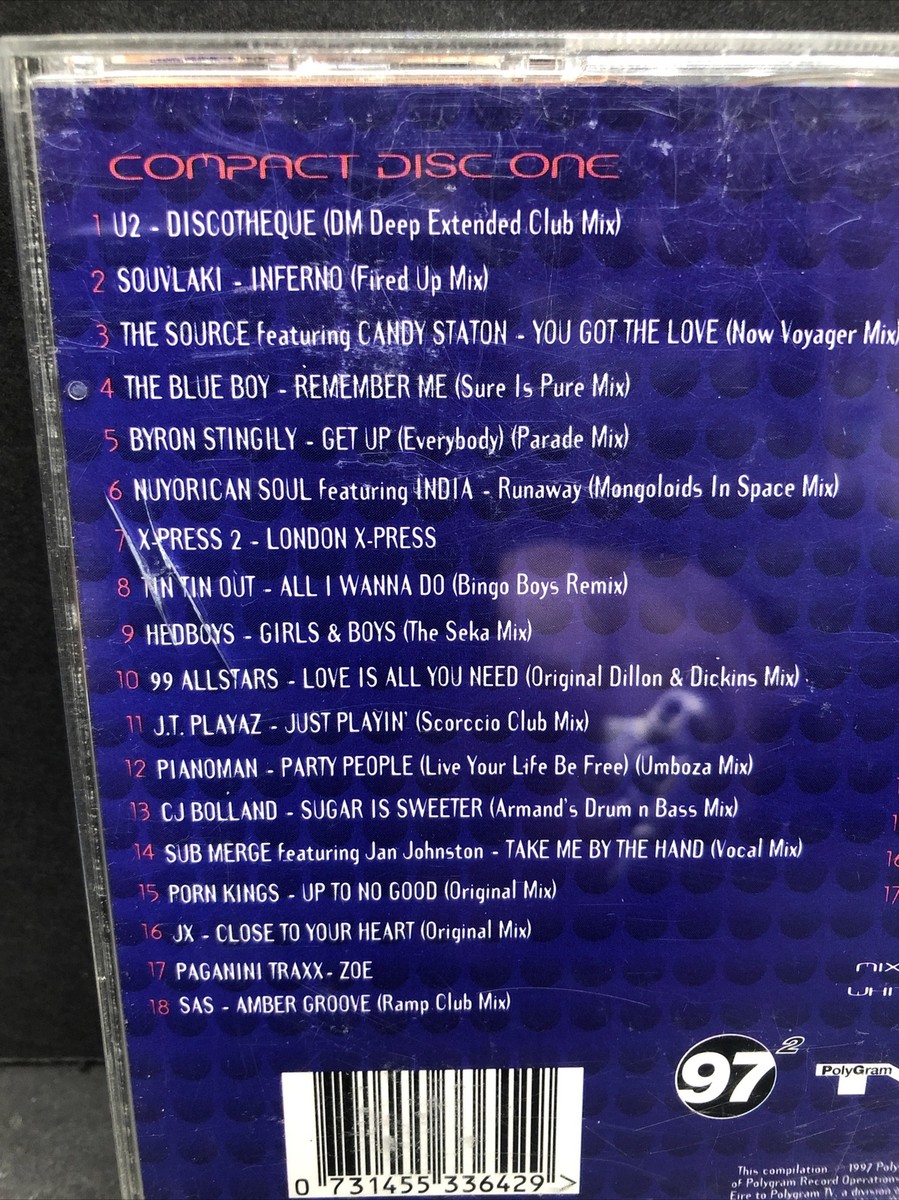 COMPACT DISC ONE
1 U2 - DISCOTHEQUE (DM Deep Extended Club Mix)
2 SOUVLAKI - INFERNO (Fired Up Mix)
3 THE SOURCE featuring CANDY STATON - YOU GOT THE LOVE (Now Voyager Mix)
4 THE BLUE BOY - REMEMBER ME (Sure Is Pure Mix)
5 BYRON STINGILY - GET UP (Everybody) (Parade Mix)
6 NUYORICAN SOUL featuring INDIA - Runaway (Mongoloids In Space Mix)
7 X-PRESS 2 - LONDON X-PRESS
8 TIN TIN OUT - ALL I WANNA DO (Bingo Boys Remix)
9 HEDBOYS - GIRLS & BOYS (The Seka Mix)
10 99 ALLSTARS - LOVE IS ALL YOU NEED (Original Dillon & Dickins Mix)
11 J.T. PLAYAZ - JUST PLAYIN' (Scorccio Club Mix)
12 PIANOMAN - PARTY PEOPLE (Live Your Life Be Free) (Umboza Mix)
13 CJ BOLLAND - SUGAR IS SWEETER (Armand's Drum n Bass Mix)
14 SUB MERGE featuring Jan Johnston - TAKE ME BY THE HAND (Vocal Mix)
15 PORN KINGS - UP TO NO GOOD (Original Mix)
16 JX - CLOSE TO YOUR HEART (Original Mix)
17 PAGANINI TRAXX - ZOE
18 SAS - AMBER GROOVE (Ramp Club Mix)
16
17
MIX
97 2
PolyGram
0 731455 336429 >
This compilation 1997 Poly
of Polygram Record Operation
Eire to Polygram division